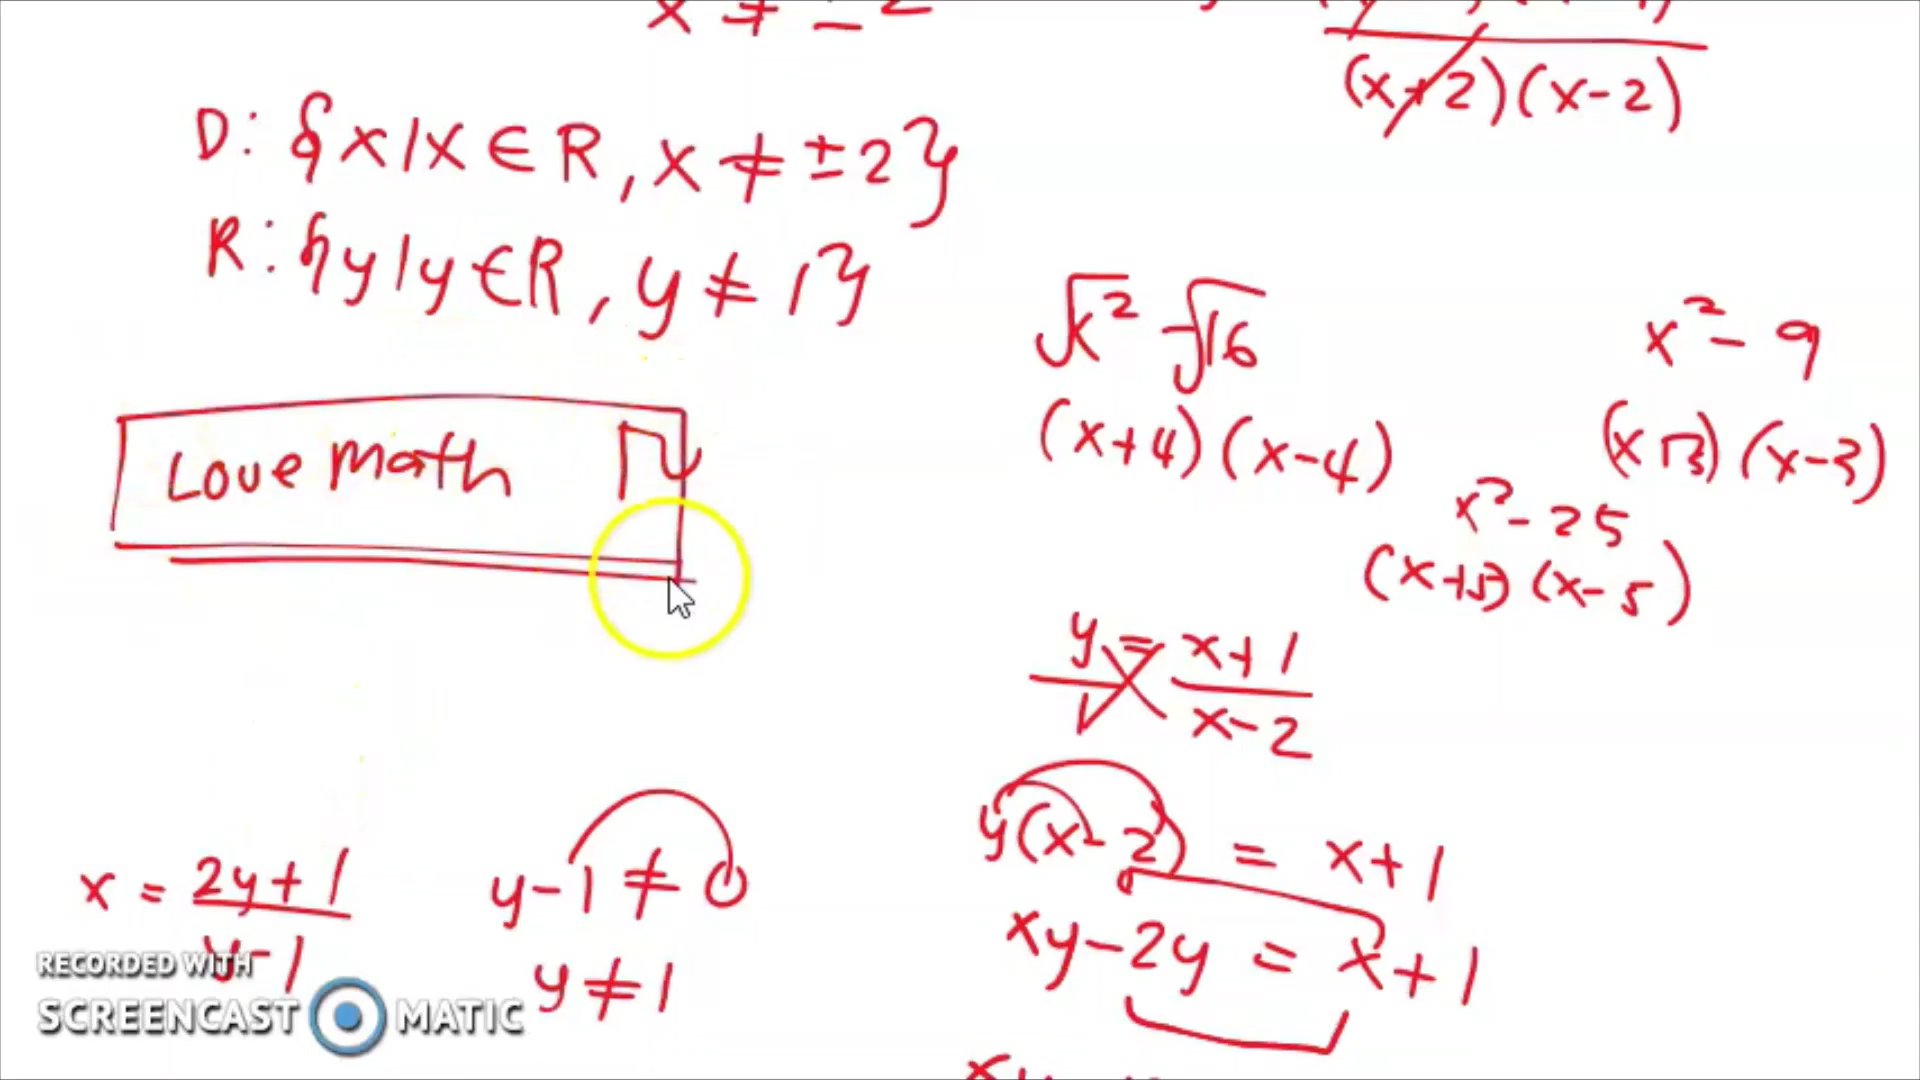 x ≠ ± 2
(x+2)(x-2)
D: {x/x ∈ R, x ≠ ±2}
R: {y/y ∈ R, y ≠ 1}
Love math
√x² - √16
(x+4)(x-4)
x² - 9
(x+3)(x-3)
x² - 25
(x+5)(x-5)
y = x+1
1 x-2
y(x-2) = x+1
xy-2y = x+1
x = 2y+1
y-1
y-1 ≠ 0
y ≠ 1
RECORDED WITH
SCREENCAST MATIC